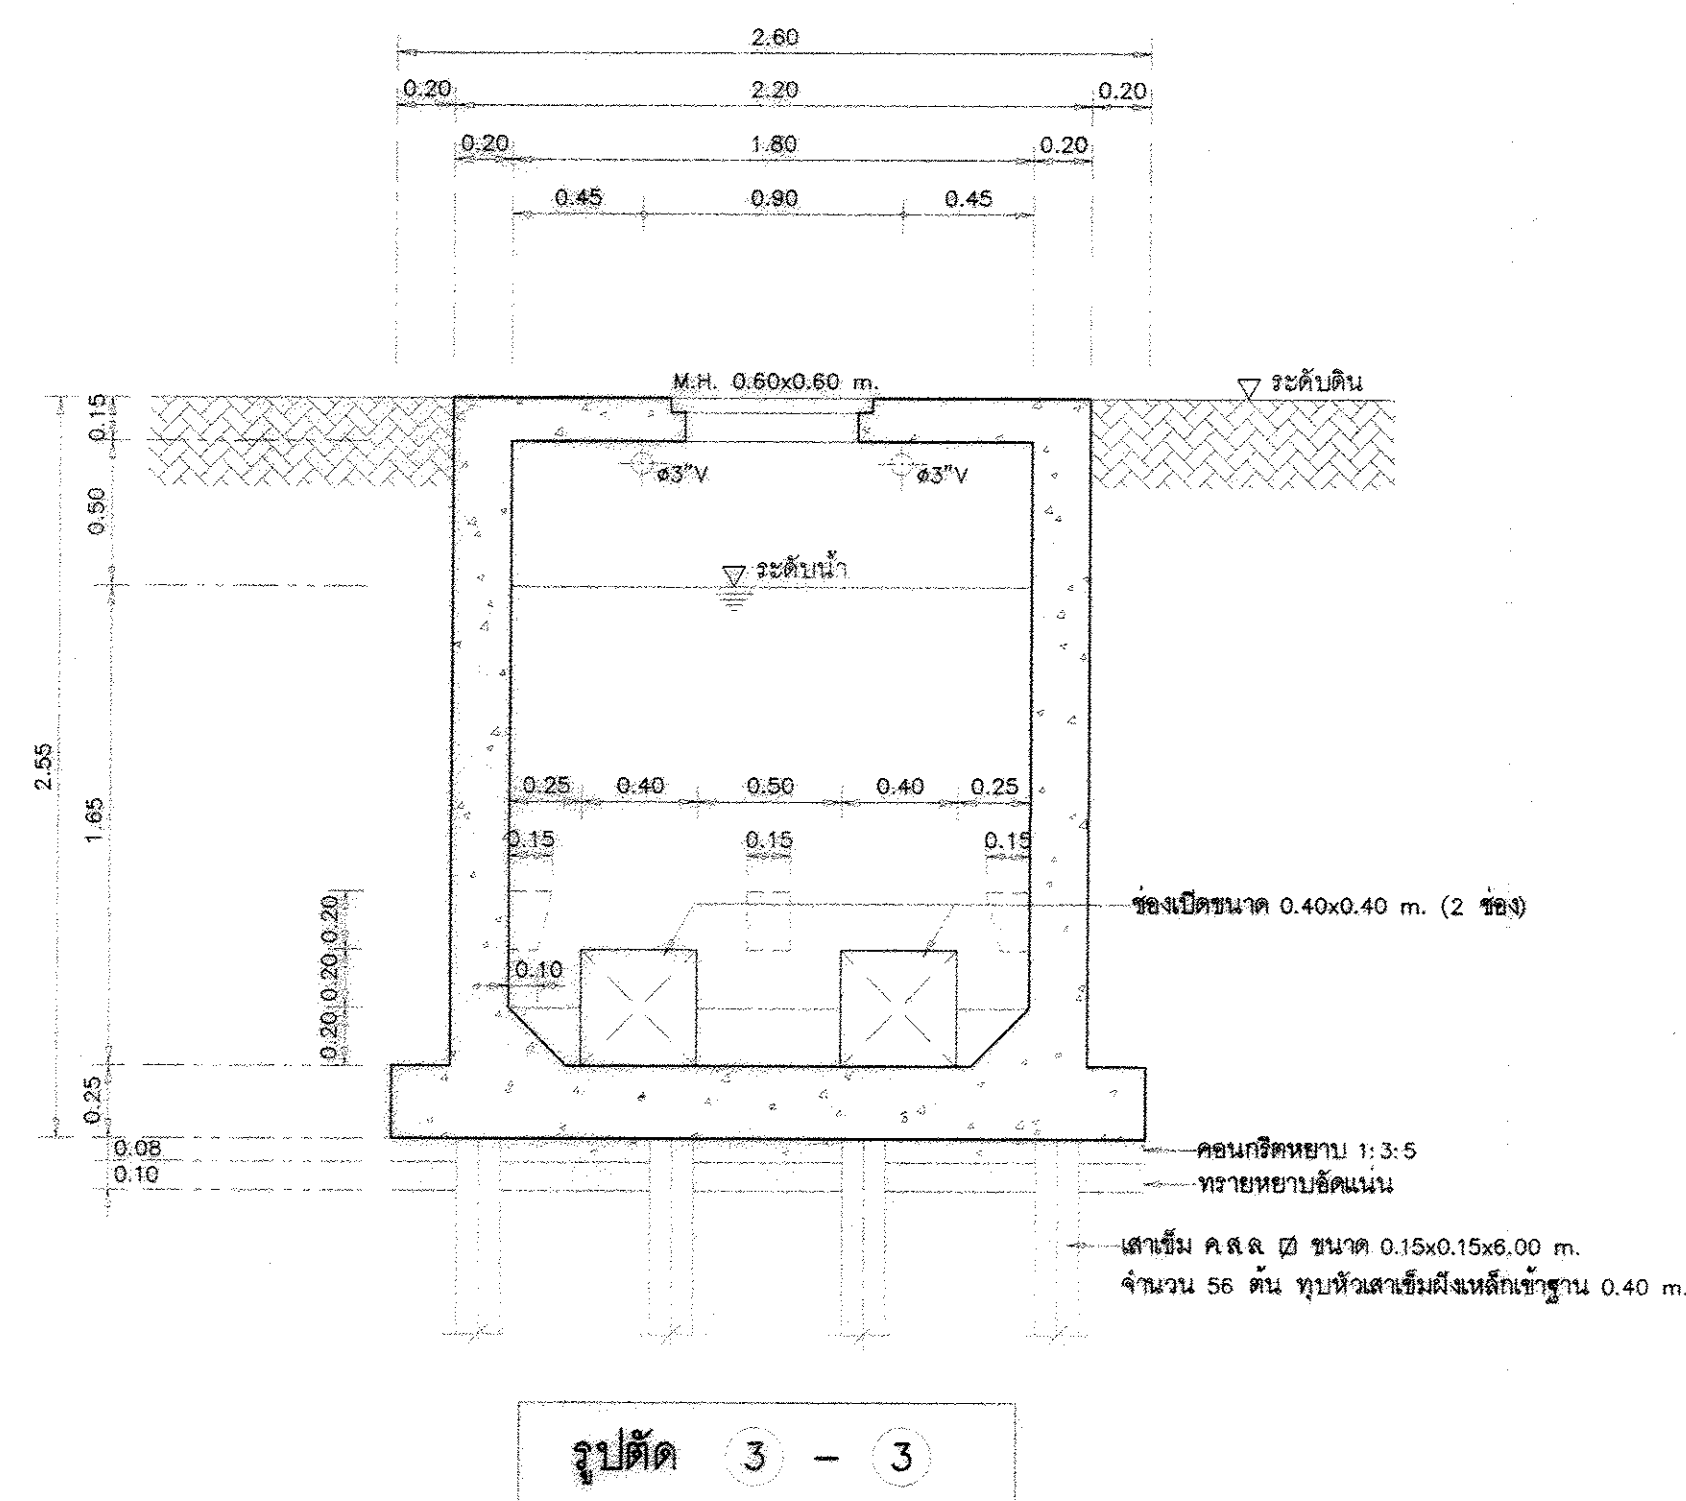 2.60
0.20 2.20 0.20
0.20 1.80 0.20
0.45 0.90 0.45
M.H. 0.60x0.60 m.
ระดับดิน
0.15
ø3"V ø3"V
0.50
ระดับน้ำ
2.55
1.65
0.25 0.40 0.50 0.40 0.25
0.15 0.15 0.15
ช่องเปิดขนาด 0.40x0.40 m. (2 ช่อง)
0.20
0.20
0.10
0.20
0.25
0.08
คอนกรีตหยาบ 1:3:5
0.10
ทรายหยาบอัดแน่น
เสาเข็ม ค.ส.ล. ขนาด 0.15x0.15x6.00 m.
จำนวน 56 ต้น ทุบหัวเสาเข็มฝังเหล็กเข้าฐาน 0.40 m.
รูปตัด 3 - 3